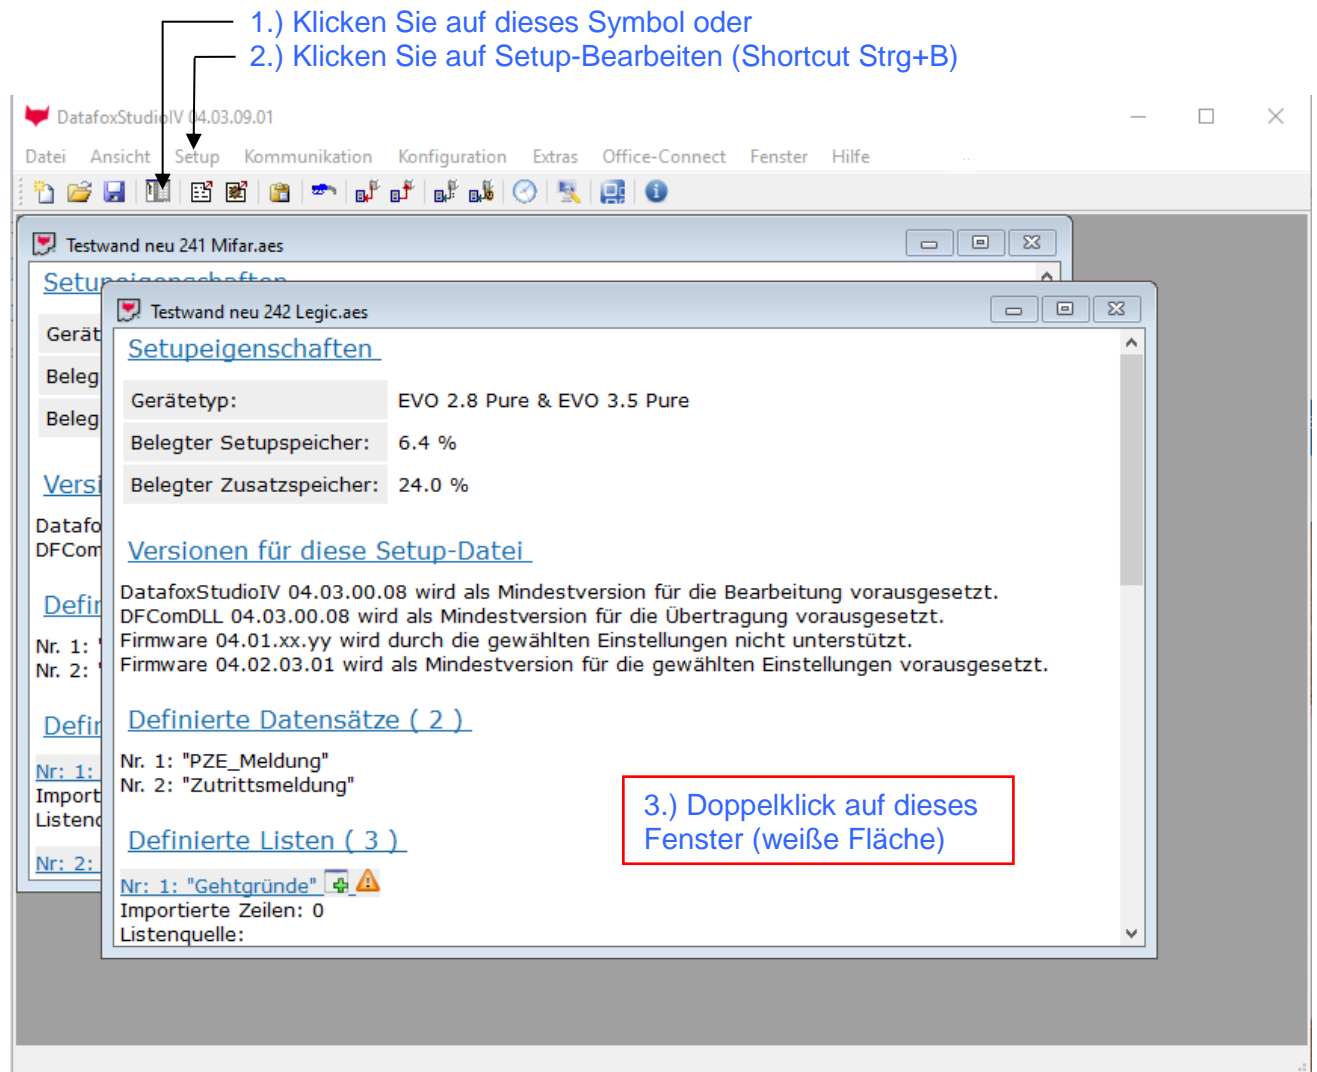 1.) Klicken Sie auf dieses Symbol oder
2.) Klicken Sie auf Setup-Bearbeiten (Shortcut Strg+B)
DatafoxStudioIV 04.03.09.01
Datei Ansicht Setup Kommunikation Konfiguration Extras Office-Connect Fenster Hilfe
Testwand neu 241 Mifar.aes
Setupeigenschaften
Gerät
Beleg
Beleg
Versi
Datafo
DFCom
Defin
Nr. 1: "
Nr. 2: "
Defin
Nr: 1:
Import
Listenq
Nr: 2:
Testwand neu 242 Legic.aes
Setupeigenschaften
Gerätetyp: EVO 2.8 Pure & EVO 3.5 Pure
Belegter Setupspeicher: 6.4 %
Belegter Zusatzspeicher: 24.0 %
Versionen für diese Setup-Datei
DatafoxStudioIV 04.03.00.08 wird als Mindestversion für die Bearbeitung vorausgesetzt.
DFComDLL 04.03.00.08 wird als Mindestversion für die Übertragung vorausgesetzt.
Firmware 04.01.xx.yy wird durch die gewählten Einstellungen nicht unterstützt.
Firmware 04.02.03.01 wird als Mindestversion für die gewählten Einstellungen vorausgesetzt.
Definierte Datensätze ( 2 )
Nr. 1: "PZE_Meldung"
Nr. 2: "Zutrittsmeldung"
Definierte Listen ( 3 )
Nr: 1: "Gehtgründe"
Importierte Zeilen: 0
Listenquelle:
3.) Doppelklick auf dieses
Fenster (weiße Fläche)